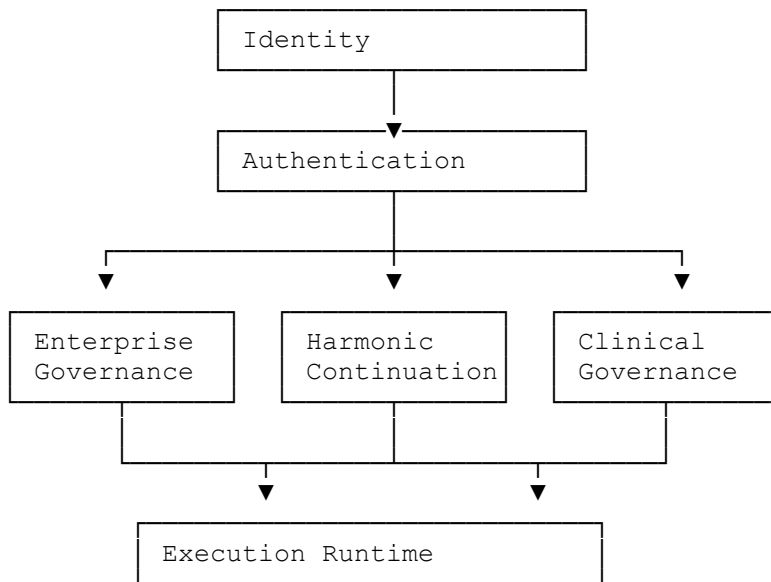 Identity
Authentication
Enterprise
Governance
Harmonic
Continuation
Clinical
Governance
Execution Runtime